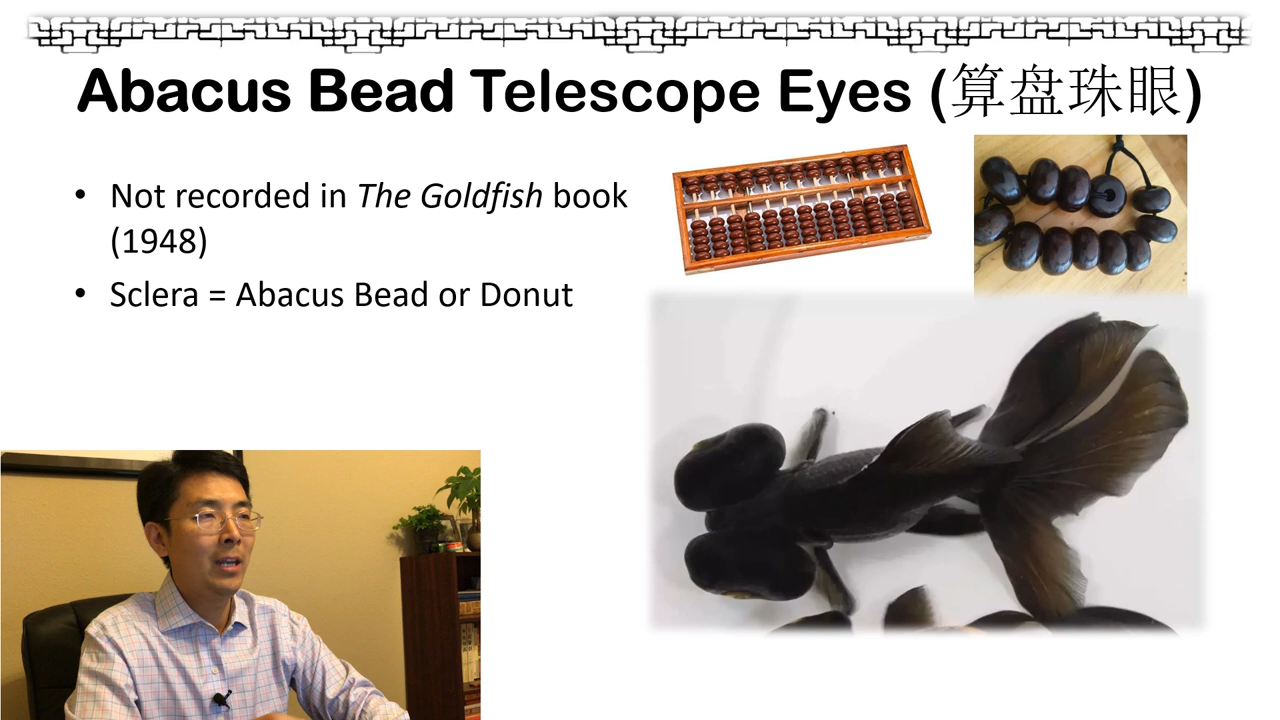 Abacus Bead Telescope Eyes (算盘珠眼)
• Not recorded in The Goldfish book
(1948)
• Sclera = Abacus Bead or Donut